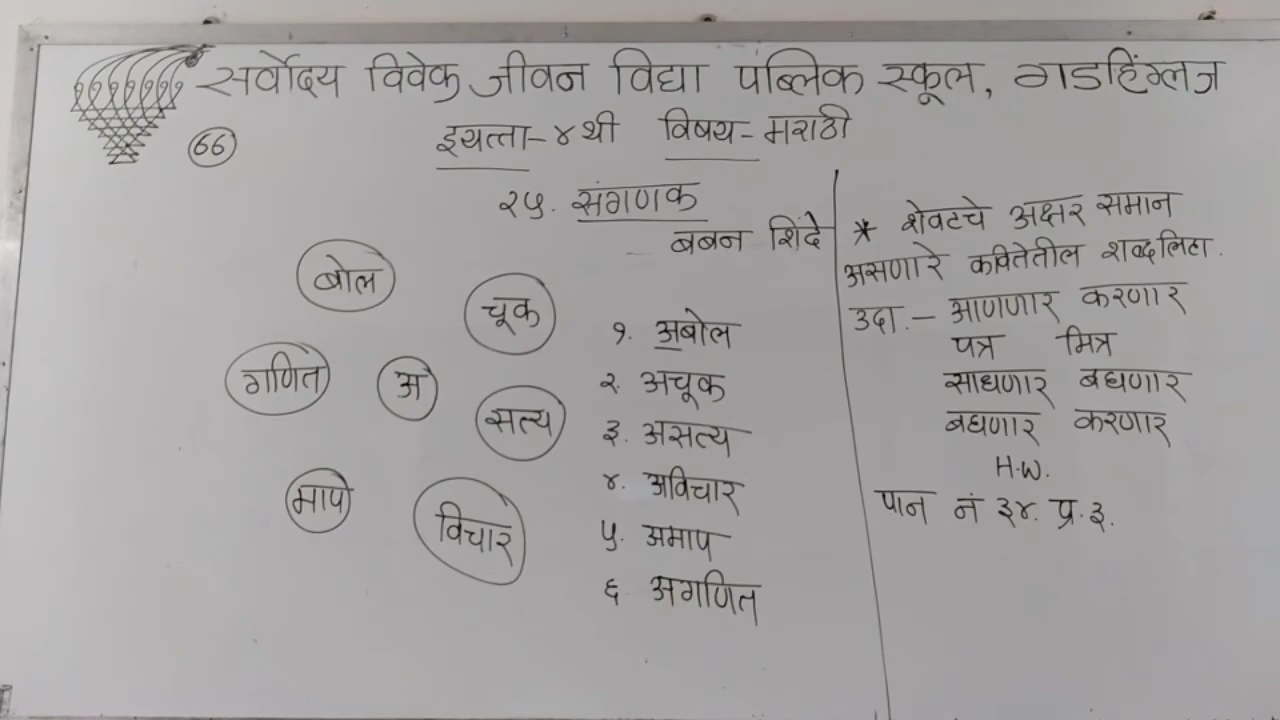 सर्वोदय विवेक जीवन विद्या पब्लिक स्कूल, गडहिंग्लज
66
इयत्ता-४थी विषय-मराठी
२५. संगणक
बबन शिंदे
बोल
चूक
गणित
अ
सत्य
माप
विचार
१. अबोल
२. अचूक
३. असत्य
४. अविचार
५. अमाप
६ अगणित
* शेवटचे अक्षर समान
असणारे कवितेतील शब्द लिहा.
उदा.- आणणार करणार
पत्र मित्र
साधणार बघणार
बघणार करणार
H.W.
पान नं ३४. प्र.३.